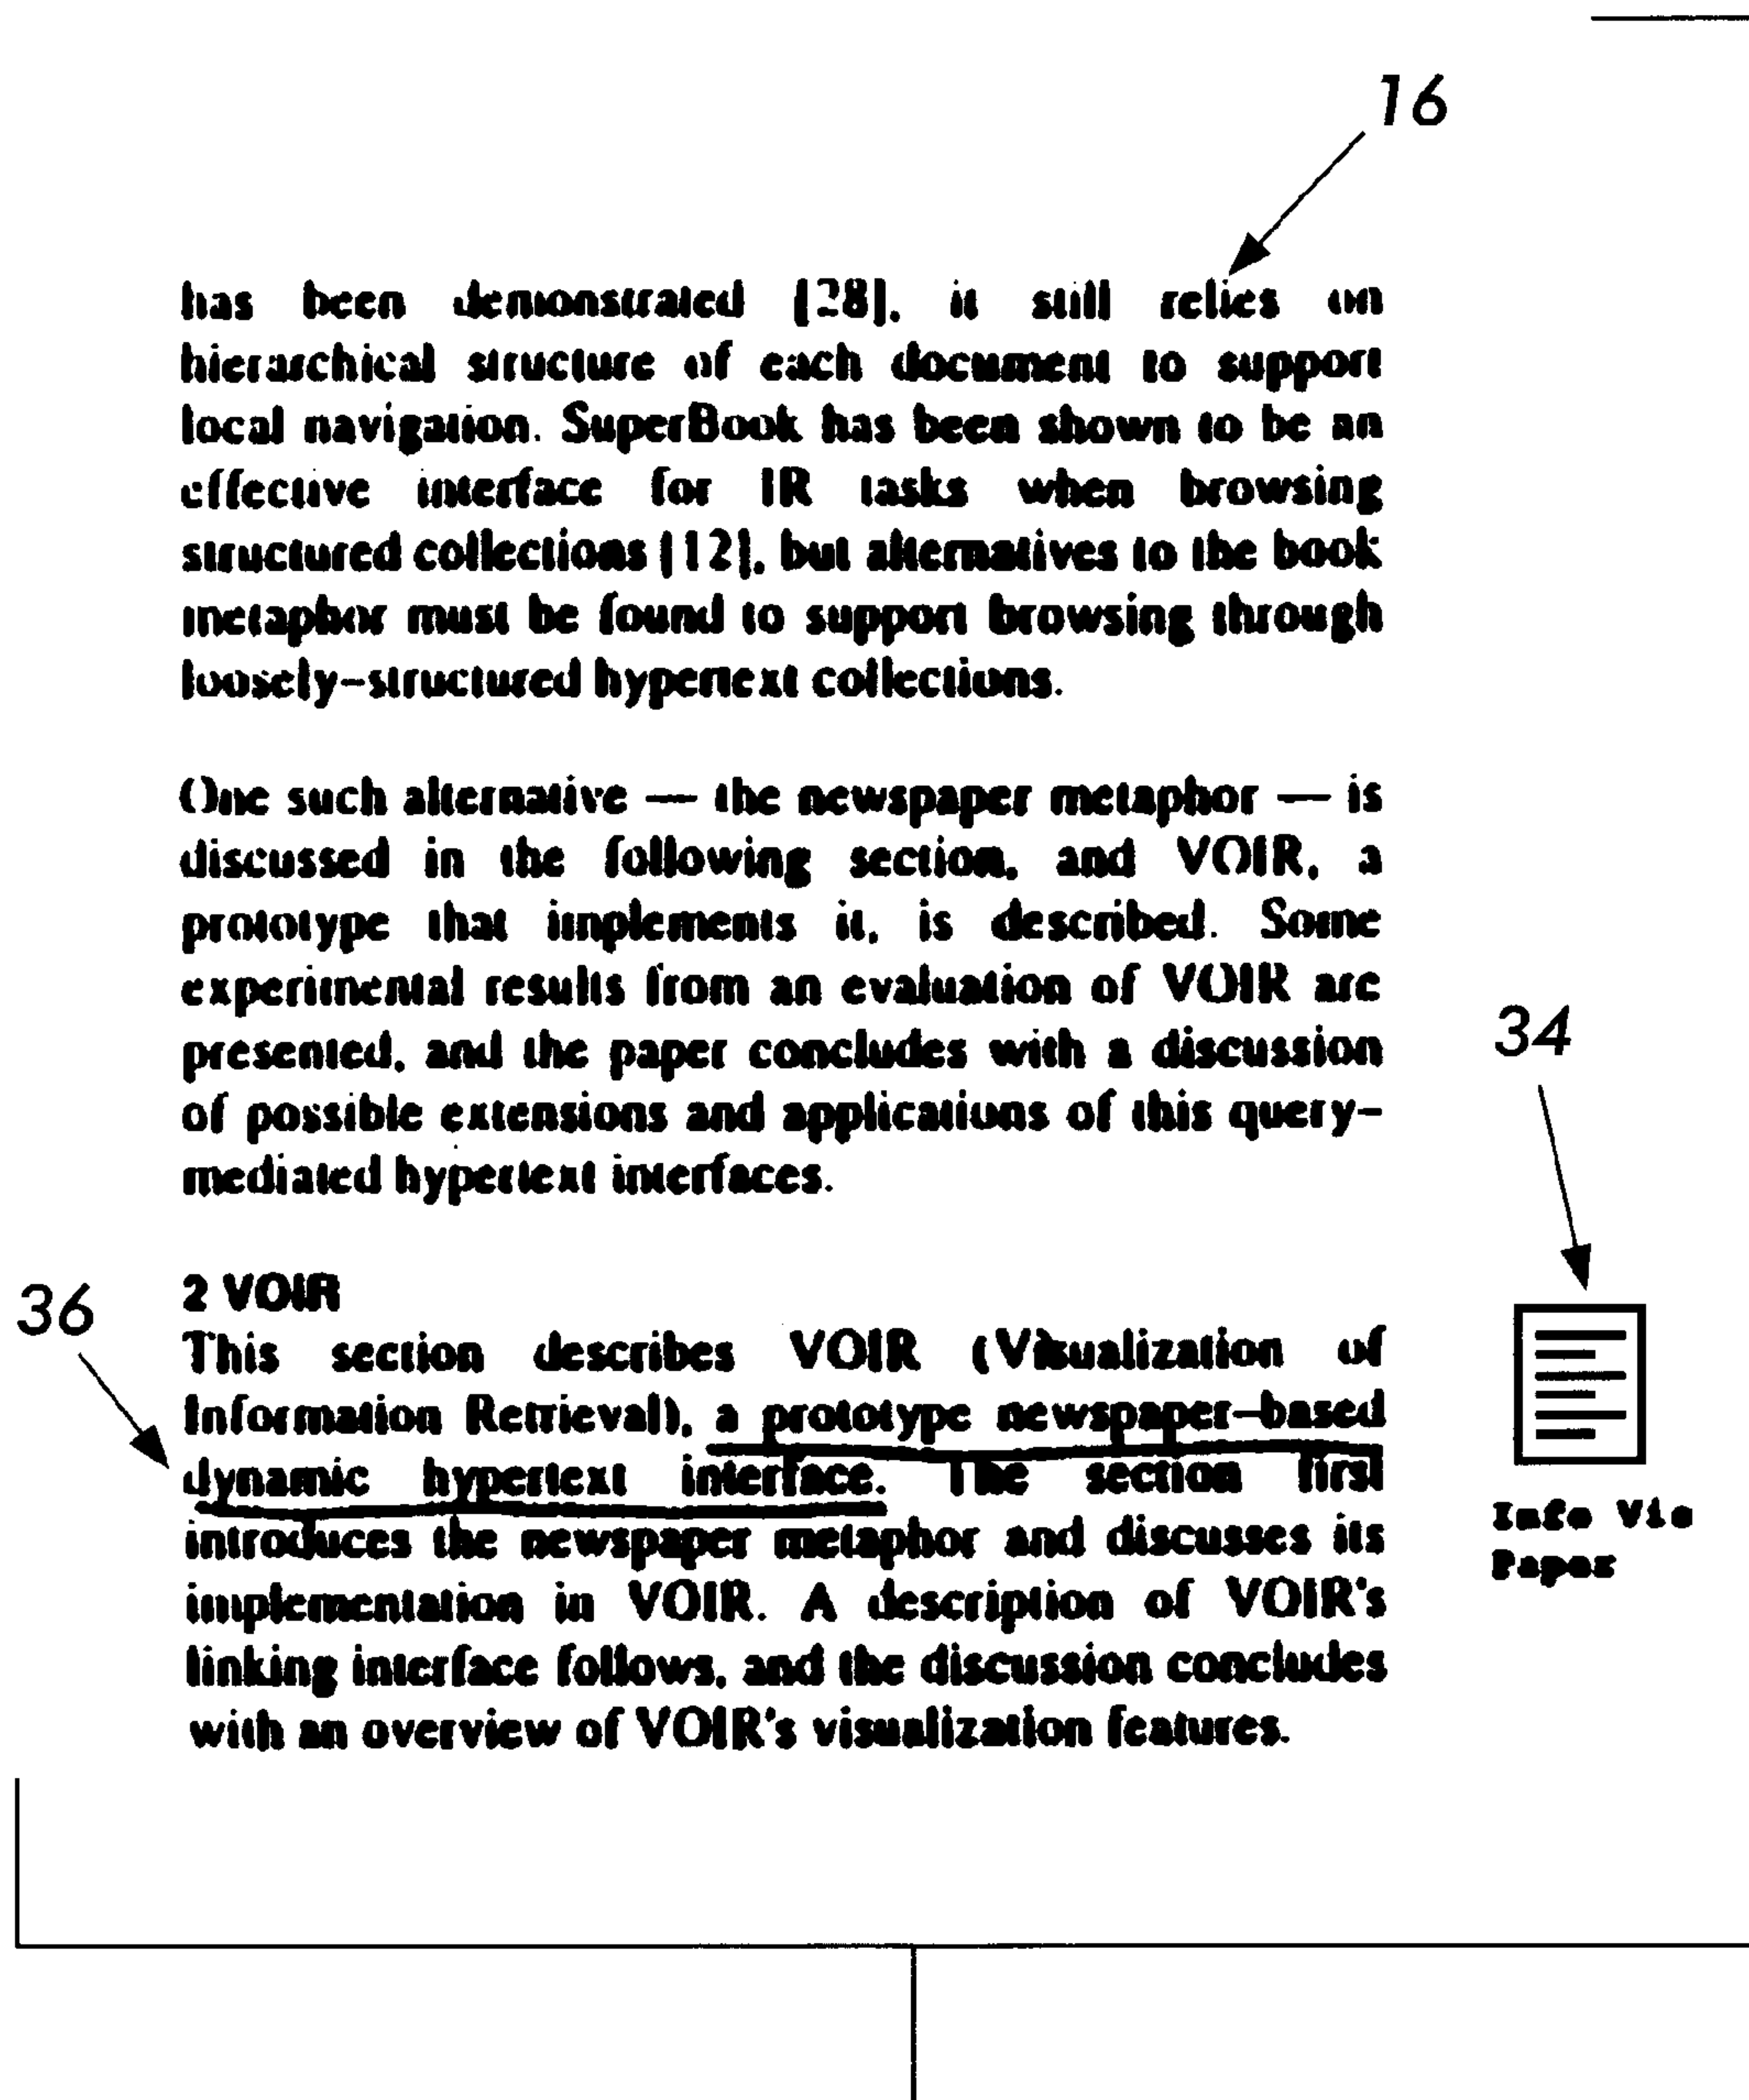 16
has been demonstrated [28], it still relies on
hierarchical structure of each document to support
local navigation. SuperBook has been shown to be an
effective interface for IR tasks when browsing
structured collections [12], but alternatives to the book
metaphor must be found to support browsing through
loosely-structured hypertext collections.
One such alternative — the newspaper metaphor — is
discussed in the following section, and VOIR, a
prototype that implements it, is described. Some
experimental results from an evaluation of VOIR are
presented, and the paper concludes with a discussion
of possible extensions and applications of this query-
mediated hypertext interfaces.
34
36
2 VOIR
This section describes VOIR (Visualization of
Information Retrieval), a prototype newspaper-based
dynamic hypertext interface. The section first
introduces the newspaper metaphor and discusses its
implementation in VOIR. A description of VOIR's
linking interface follows, and the discussion concludes
with an overview of VOIR's visualization features.
Info Vis
Paper